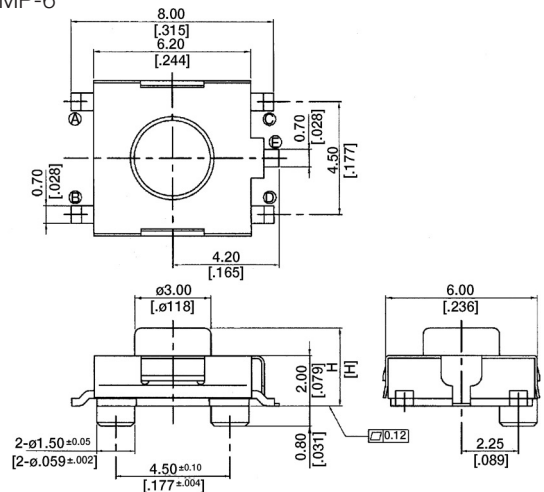 MP-6
8.00
[.315]
6.20
[.244]
A
B
C
E
D
0.70
[.028]
0.70
[.028]
4.50
[.177]
4.20
[.165]
ø3.00
[.ø118]
2.00
[.079]
H
[H]
0.80
[.031]
0.12
2-ø1.50±0.05
[2-ø.059±.002]
4.50±0.10
[.177±.004]
6.00
[.236]
2.25
[.089]